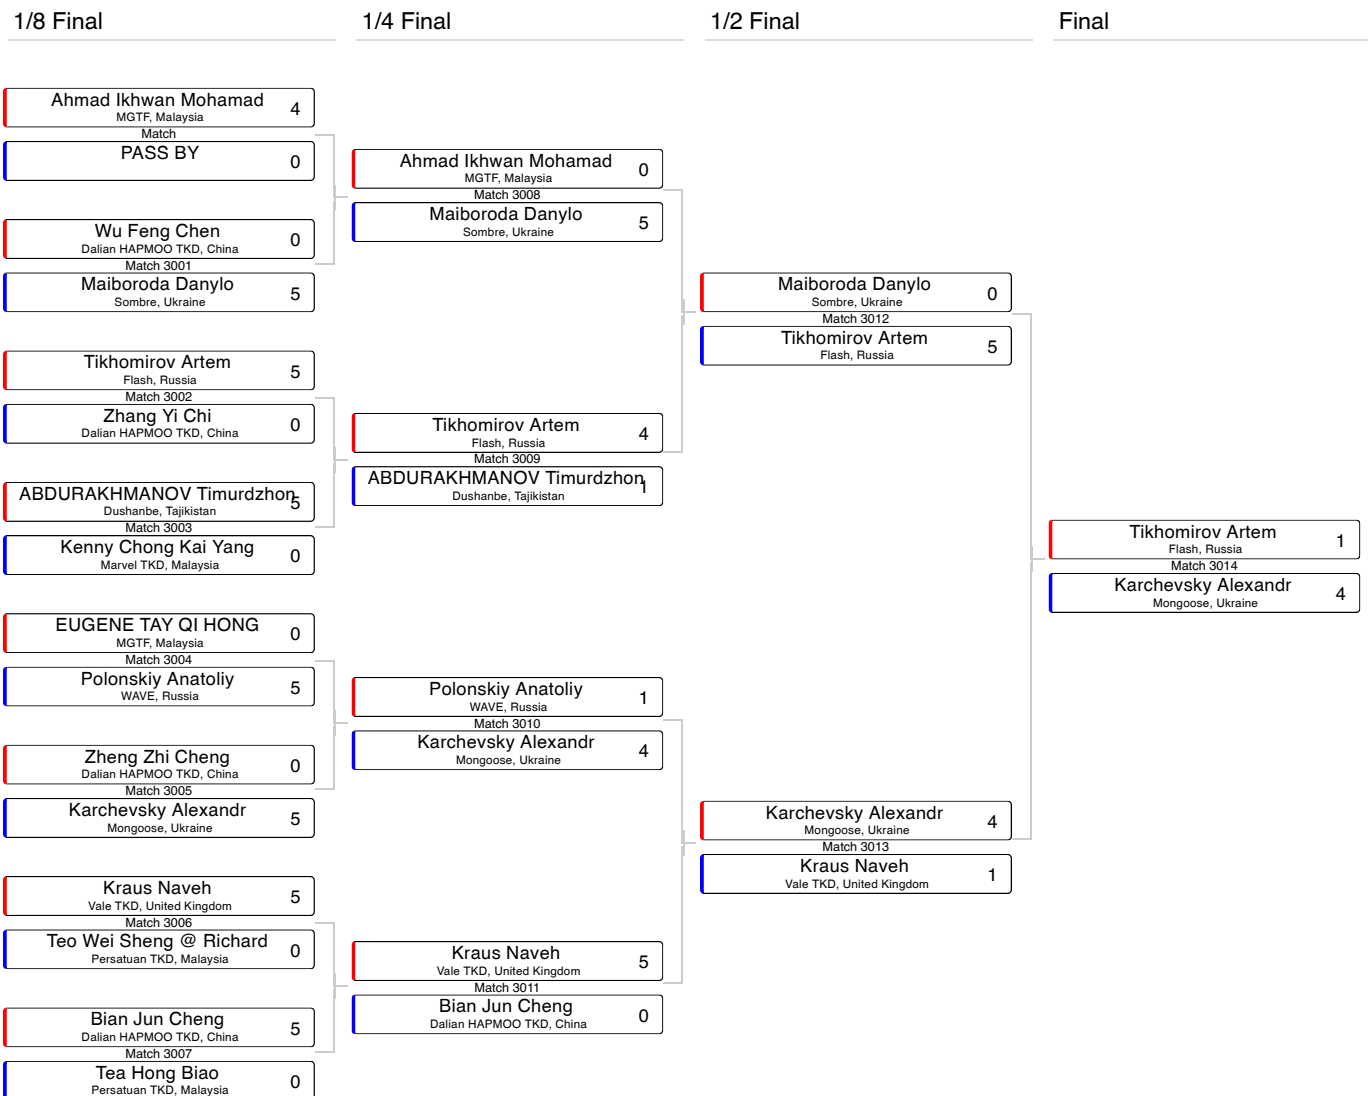 1/8 Final
1/4 Final
1/2 Final
Final
Ahmad Ikhwan Mohamad 4
MGTF, Malaysia
Match
PASS BY 0
Wu Feng Chen 0
Dalian HAPMOO TKD, China
Match 3001
Maiboroda Danylo 5
Sombre, Ukraine
Tikhomirov Artem 5
Flash, Russia
Match 3002
Zhang Yi Chi 0
Dalian HAPMOO TKD, China
ABDURAKHMANOV Timurdzhon 5
Dushanbe, Tajikistan
Match 3003
Kenny Chong Kai Yang 0
Marvel TKD, Malaysia
EUGENE TAY QI HONG 0
MGTF, Malaysia
Match 3004
Polonskiy Anatoliy 5
WAVE, Russia
Zheng Zhi Cheng 0
Dalian HAPMOO TKD, China
Match 3005
Karchevsky Alexandr 5
Mongoose, Ukraine
Kraus Naveh 5
Vale TKD, United Kingdom
Match 3006
Teo Wei Sheng @ Richard 0
Persatuan TKD, Malaysia
Bian Jun Cheng 5
Dalian HAPMOO TKD, China
Match 3007
Tea Hong Biao 0
Persatuan TKD, Malaysia
Ahmad Ikhwan Mohamad 0
MGTF, Malaysia
Match 3008
Maiboroda Danylo 5
Sombre, Ukraine
Tikhomirov Artem 4
Flash, Russia
Match 3009
ABDURAKHMANOV Timurdzhon 1
Dushanbe, Tajikistan
Polonskiy Anatoliy 1
WAVE, Russia
Match 3010
Karchevsky Alexandr 4
Mongoose, Ukraine
Kraus Naveh 5
Vale TKD, United Kingdom
Match 3011
Bian Jun Cheng 0
Dalian HAPMOO TKD, China
Maiboroda Danylo 0
Sombre, Ukraine
Match 3012
Tikhomirov Artem 5
Flash, Russia
Karchevsky Alexandr 4
Mongoose, Ukraine
Match 3013
Kraus Naveh 1
Vale TKD, United Kingdom
Tikhomirov Artem 1
Flash, Russia
Match 3014
Karchevsky Alexandr 4
Mongoose, Ukraine